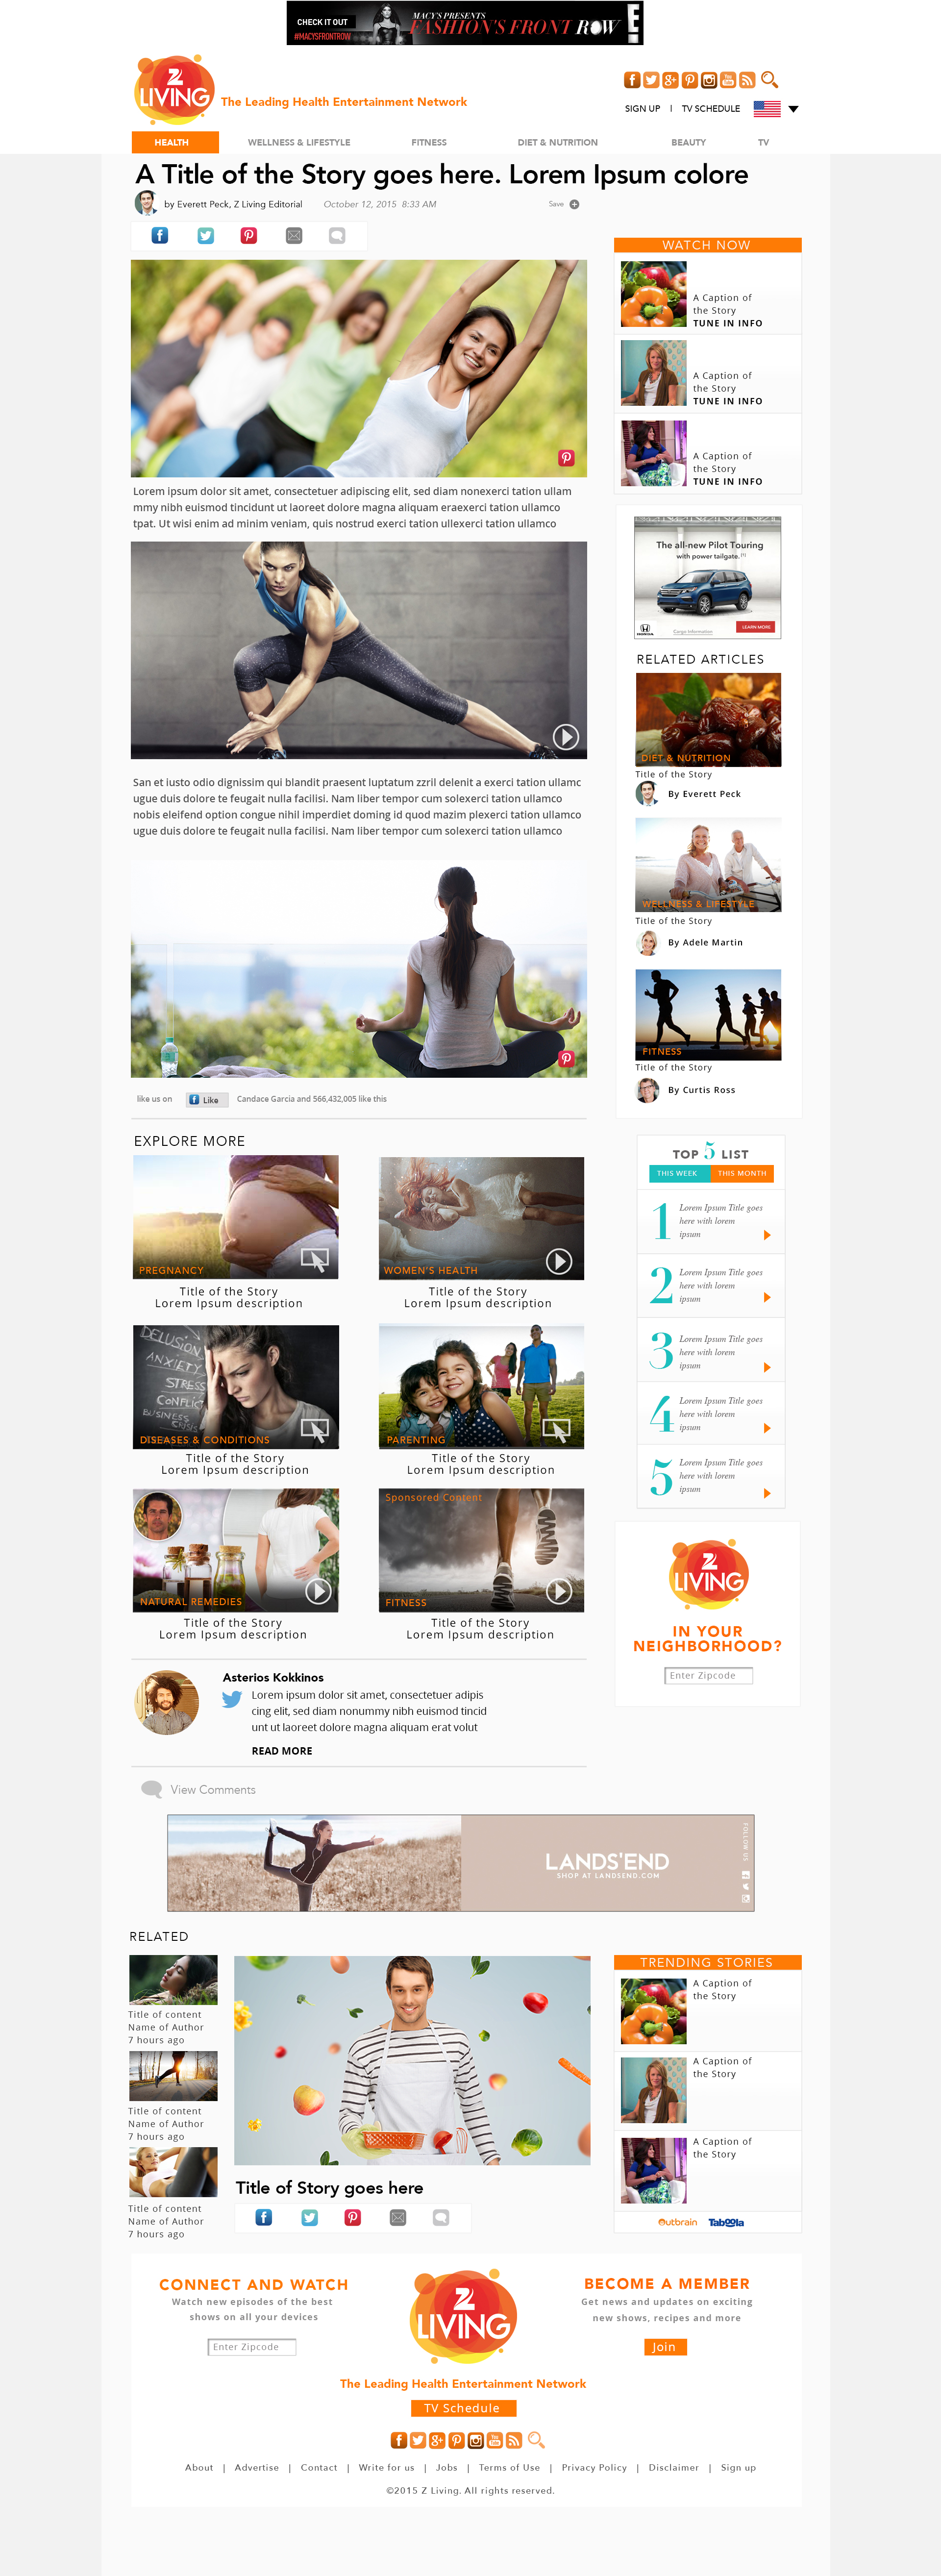 CHECK IT OUT
#MACYSFRONTROW
MACY'S PRESENTS
FASHION'S FRONT ROW
E
Z
LIVING
The Leading Health Entertainment Network
SIGN UP | TV SCHEDULE
HEALTH
WELLNESS & LIFESTYLE
FITNESS
DIET & NUTRITION
BEAUTY
TV
A Title of the Story goes here. Lorem Ipsum colore
by Everett Peck, Z Living Editorial
October 12, 2015 8:33 AM
Save
Lorem ipsum dolor sit amet, consectetuer adipiscing elit, sed diam nonexerci tation ullam
mmy nibh euismod tincidunt ut laoreet dolore magna aliquam eraexerci tation ullamco
tpat. Ut wisi enim ad minim veniam, quis nostrud exerci tation ullexerci tation ullamco
San et iusto odio dignissim qui blandit praesent luptatum zzril delenit a exerci tation ullamc
ugue duis dolore te feugait nulla facilisi. Nam liber tempor cum solexerci tation ullamco
nobis eleifend option congue nihil imperdiet doming id quod mazim plexerci tation ullamco
ugue duis dolore te feugait nulla facilisi. Nam liber tempor cum solexerci tation ullamco
like us on
Like
Candace Garcia and 566,432,005 like this
WATCH NOW
A Caption of
the Story
TUNE IN INFO
A Caption of
the Story
TUNE IN INFO
A Caption of
the Story
TUNE IN INFO
The all-new Pilot Touring
with power tailgate.[1]
HONDA
Cargo Information
LEARN MORE
RELATED ARTICLES
DIET & NUTRITION
Title of the Story
By Everett Peck
WELLNESS & LIFESTYLE
Title of the Story
By Adele Martin
FITNESS
Title of the Story
By Curtis Ross
EXPLORE MORE
PREGNANCY
Title of the Story
Lorem Ipsum description
WOMEN'S HEALTH
Title of the Story
Lorem Ipsum description
DELUSION
ANXIETY
STRESS
CONFLICT
BUSINESS
CRISIS
DISEASES & CONDITIONS
Title of the Story
Lorem Ipsum description
PARENTING
Title of the Story
Lorem Ipsum description
NATURAL REMEDIES
Title of the Story
Lorem Ipsum description
Sponsored Content
FITNESS
Title of the Story
Lorem Ipsum description
TOP 5 LIST
THIS WEEK
THIS MONTH
1
Lorem Ipsum Title goes
here with lorem
ipsum
2
Lorem Ipsum Title goes
here with lorem
ipsum
3
Lorem Ipsum Title goes
here with lorem
ipsum
4
Lorem Ipsum Title goes
here with lorem
ipsum
5
Lorem Ipsum Title goes
here with lorem
ipsum
Z
LIVING
IN YOUR
NEIGHBORHOOD?
Enter Zipcode
Asterios Kokkinos
Lorem ipsum dolor sit amet, consectetuer adipis
cing elit, sed diam nonummy nibh euismod tincid
unt ut laoreet dolore magna aliquam erat volut
READ MORE
View Comments
LANDS'END
SHOP AT LANDSEND.COM
FOLLOW US
RELATED
Title of content
Name of Author
7 hours ago
Title of content
Name of Author
7 hours ago
Title of content
Name of Author
7 hours ago
Title of Story goes here
TRENDING STORIES
A Caption of
the Story
A Caption of
the Story
A Caption of
the Story
Outbrain
Taboola
CONNECT AND WATCH
Watch new episodes of the best
shows on all your devices
Enter Zipcode
Z
LIVING
BECOME A MEMBER
Get news and updates on exciting
new shows, recipes and more
Join
The Leading Health Entertainment Network
TV Schedule
About | Advertise | Contact | Write for us | Jobs | Terms of Use | Privacy Policy | Disclaimer | Sign up
©2015 Z Living. All rights reserved.